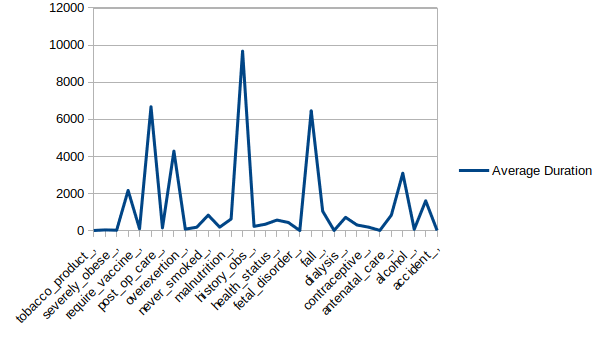 12000
10000
8000
6000
4000
2000
0
Average Duration
tobacco_product_
severely_obese_
require_vaccine_
post_op_care_
overexertion_
never_smoked_
malnutrition_
history_obs_
health_status_
fetal_disorder_
fall_
dialysis_
contraceptive_
antenatal_care_
alcohol_
accident_